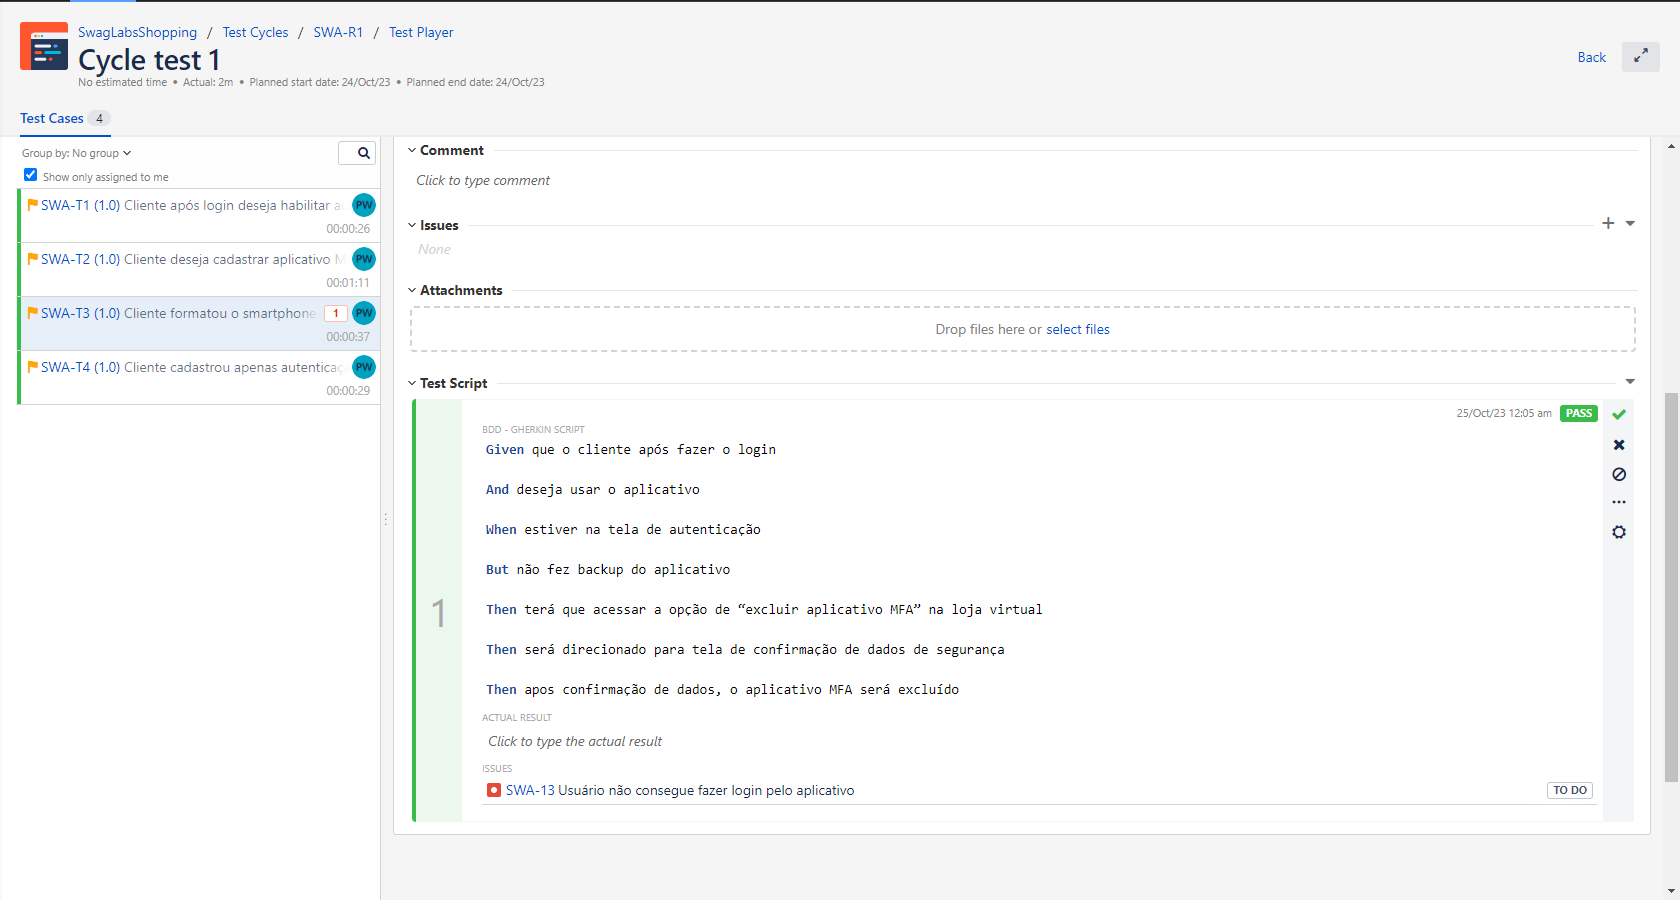 SwagLabsShopping / Test Cycles / SWA-R1 / Test Player
Cycle test 1
No estimated time • Actual: 2m • Planned start date: 24/Oct/23 • Planned end date: 24/Oct/23
Back
Test Cases 4
Group by: No group
Show only assigned to me
SWA-T1 (1.0) Cliente após login deseja habilitar au PW
00:00:26
SWA-T2 (1.0) Cliente deseja cadastrar aplicativo M PW
00:01:11
SWA-T3 (1.0) Cliente formatou o smartphone 1 PW
00:00:37
SWA-T4 (1.0) Cliente cadastrou apenas autenticaç PW
00:00:29
Comment
Click to type comment
Issues
None
Attachments
Drop files here or select files
Test Script
25/Oct/23 12:05 am PASS
1
BDD - GHERKIN SCRIPT
Given que o cliente após fazer o login
And deseja usar o aplicativo
When estiver na tela de autenticação
But não fez backup do aplicativo
Then terá que acessar a opção de “excluir aplicativo MFA” na loja virtual
Then será direcionado para tela de confirmação de dados de segurança
Then apos confirmação de dados, o aplicativo MFA será excluído
ACTUAL RESULT
Click to type the actual result
ISSUES
SWA-13 Usuário não consegue fazer login pelo aplicativo TO DO